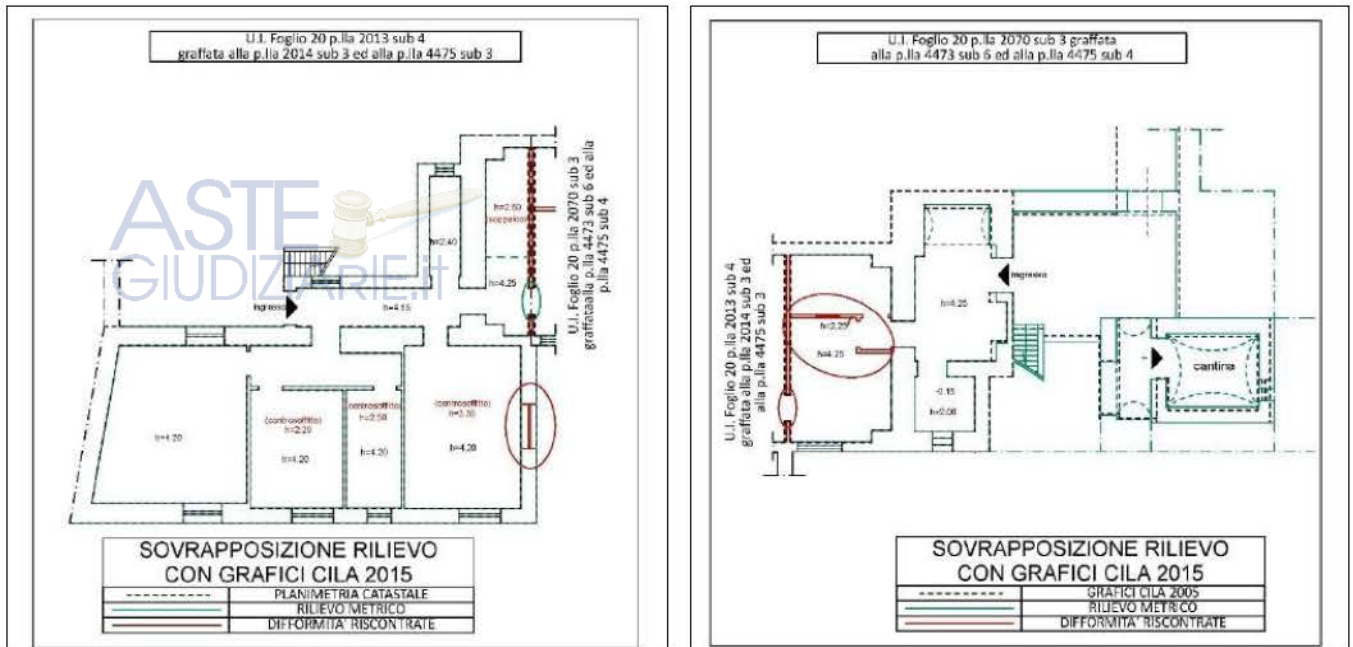 U.I. Foglio 20 p.lla 2013 sub 4
graffata alla p.lla 2014 sub 3 ed alla p.lla 4475 sub 3
ASTE
GIUDIZIARIE.it
h=2.60
(soppalco)
h=2.40
h=4.25
Ingresso
h=4.15
U.I. Foglio 20 p.lla 2070 sub 3
graffata alla p.lla 4473 sub 6 ed alla
p.lla 4475 sub 4
h=4.20
(controsoffitto)
h=2.20
h=4.20
(controsoffitto)
h=2.50
h=4.20
(controsoffitto)
h=3.30
h=4.20
SOVRAPPOSIZIONE RILIEVO
CON GRAFICI CILA 2015
PLANIMETRIA CATASTALE
RILIEVO METRICO
DIFFORMITA' RISCONTRATE
U.I. Foglio 20 p.lla 2070 sub 3 graffata
alla p.lla 4473 sub 6 ed alla p.lla 4475 sub 4
Ingresso
h=4.25
h=2.25
h=4.25
-0.15
h=2.08
cantina
U.I. Foglio 20 p.lla 2013 sub 4
graffata alla p.lla 2014 sub 3 ed
alla p.lla 4475 sub 3
SOVRAPPOSIZIONE RILIEVO
CON GRAFICI CILA 2015
GRAFICI CILA 2005
RILIEVO METRICO
DIFFORMITA' RISCONTRATE